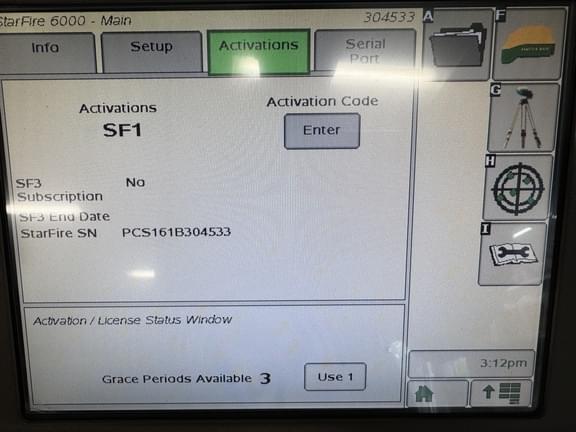 StarFire 6000 - Main
304533
Info
Setup
Activations
Serial
Port
A
F
G
H
I
Activations
SF1
Activation Code
Enter
SF3
Subscription
No
SF3 End Date
StarFire SN PCS161B304533
Activation / License Status Window
Grace Periods Available 3
Use 1
3:12pm